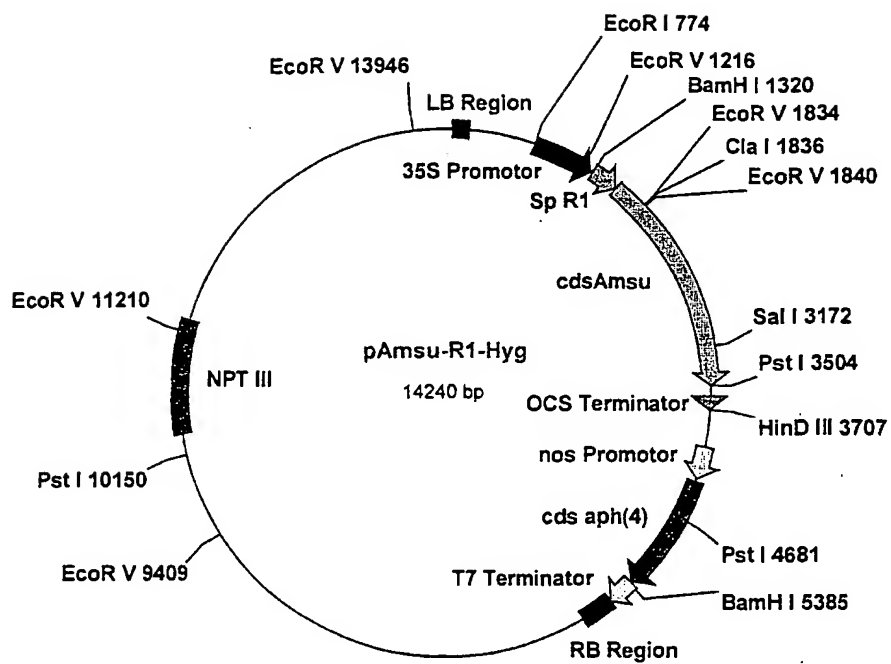 EcoR I 774
EcoR V 13946
EcoR V 1216
BamH I 1320
LB Region
EcoR V 1834
Cla I 1836
35S Promotor
EcoR V 1840
Sp R1
cdsAmsu
EcoR V 11210
Sal I 3172
pAmsu-R1-Hyg
Pst I 3504
NPT III
14240 bp
OCS Terminator
HinD III 3707
nos Promotor
Pst I 10150
cds aph(4)
Pst I 4681
EcoR V 9409
T7 Terminator
BamH I 5385
RB Region